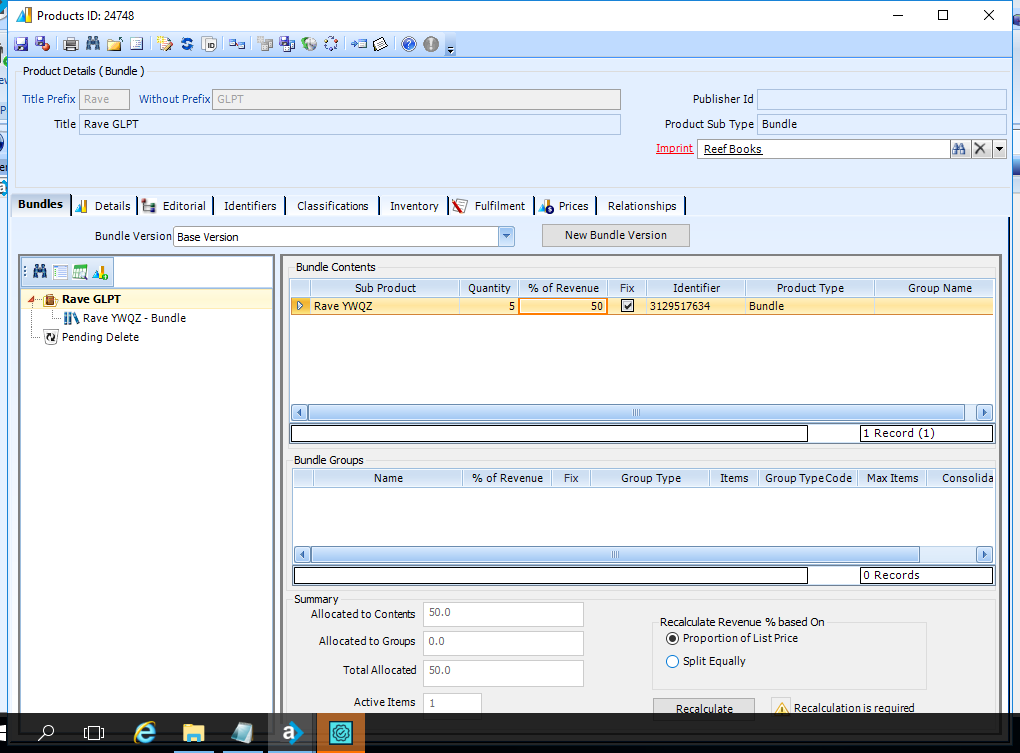 Products ID: 24748
Product Details ( Bundle )
Title Prefix Rave Without Prefix GLPT Publisher Id
Title Rave GLPT Product Sub Type Bundle
Imprint Reef Books
Bundles Details Editorial Identifiers Classifications Inventory Fulfilment Prices Relationships
Bundle Version Base Version New Bundle Version
Rave GLPT
Rave YWQZ - Bundle
Pending Delete
Bundle Contents
Sub Product Quantity % of Revenue Fix Identifier Product Type Group Name
Rave YWQZ 5 50 3129517634 Bundle
1 Record (1)
Bundle Groups
Name % of Revenue Fix Group Type Items Group Type Code Max Items Consolida
0 Records
Summary
Allocated to Contents 50.0
Allocated to Groups 0.0
Total Allocated 50.0
Active Items 1
Recalculate Revenue % based On
Proportion of List Price
Split Equally
Recalculate Recalculation is required